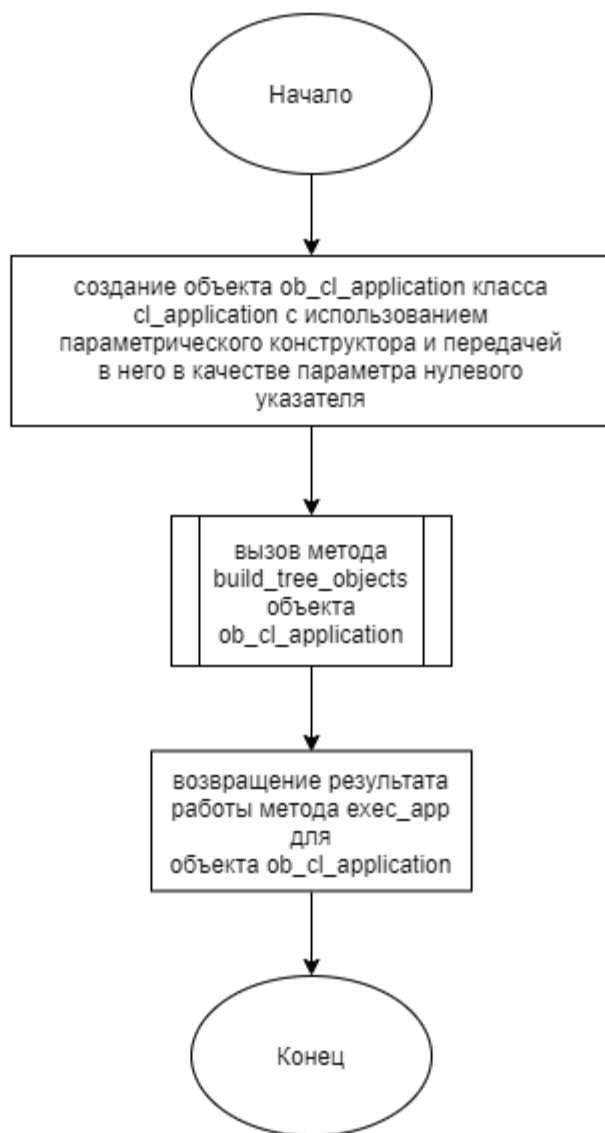 Начало
создание объекта ob_cl_application класса
cl_application с использованием
параметрического конструктора и передачей
в него в качестве параметра нулевого
указателя
вызов метода
build_tree_objects
объекта
ob_cl_application
возвращение результата
работы метода exec_app
для
объекта ob_cl_application
Конец